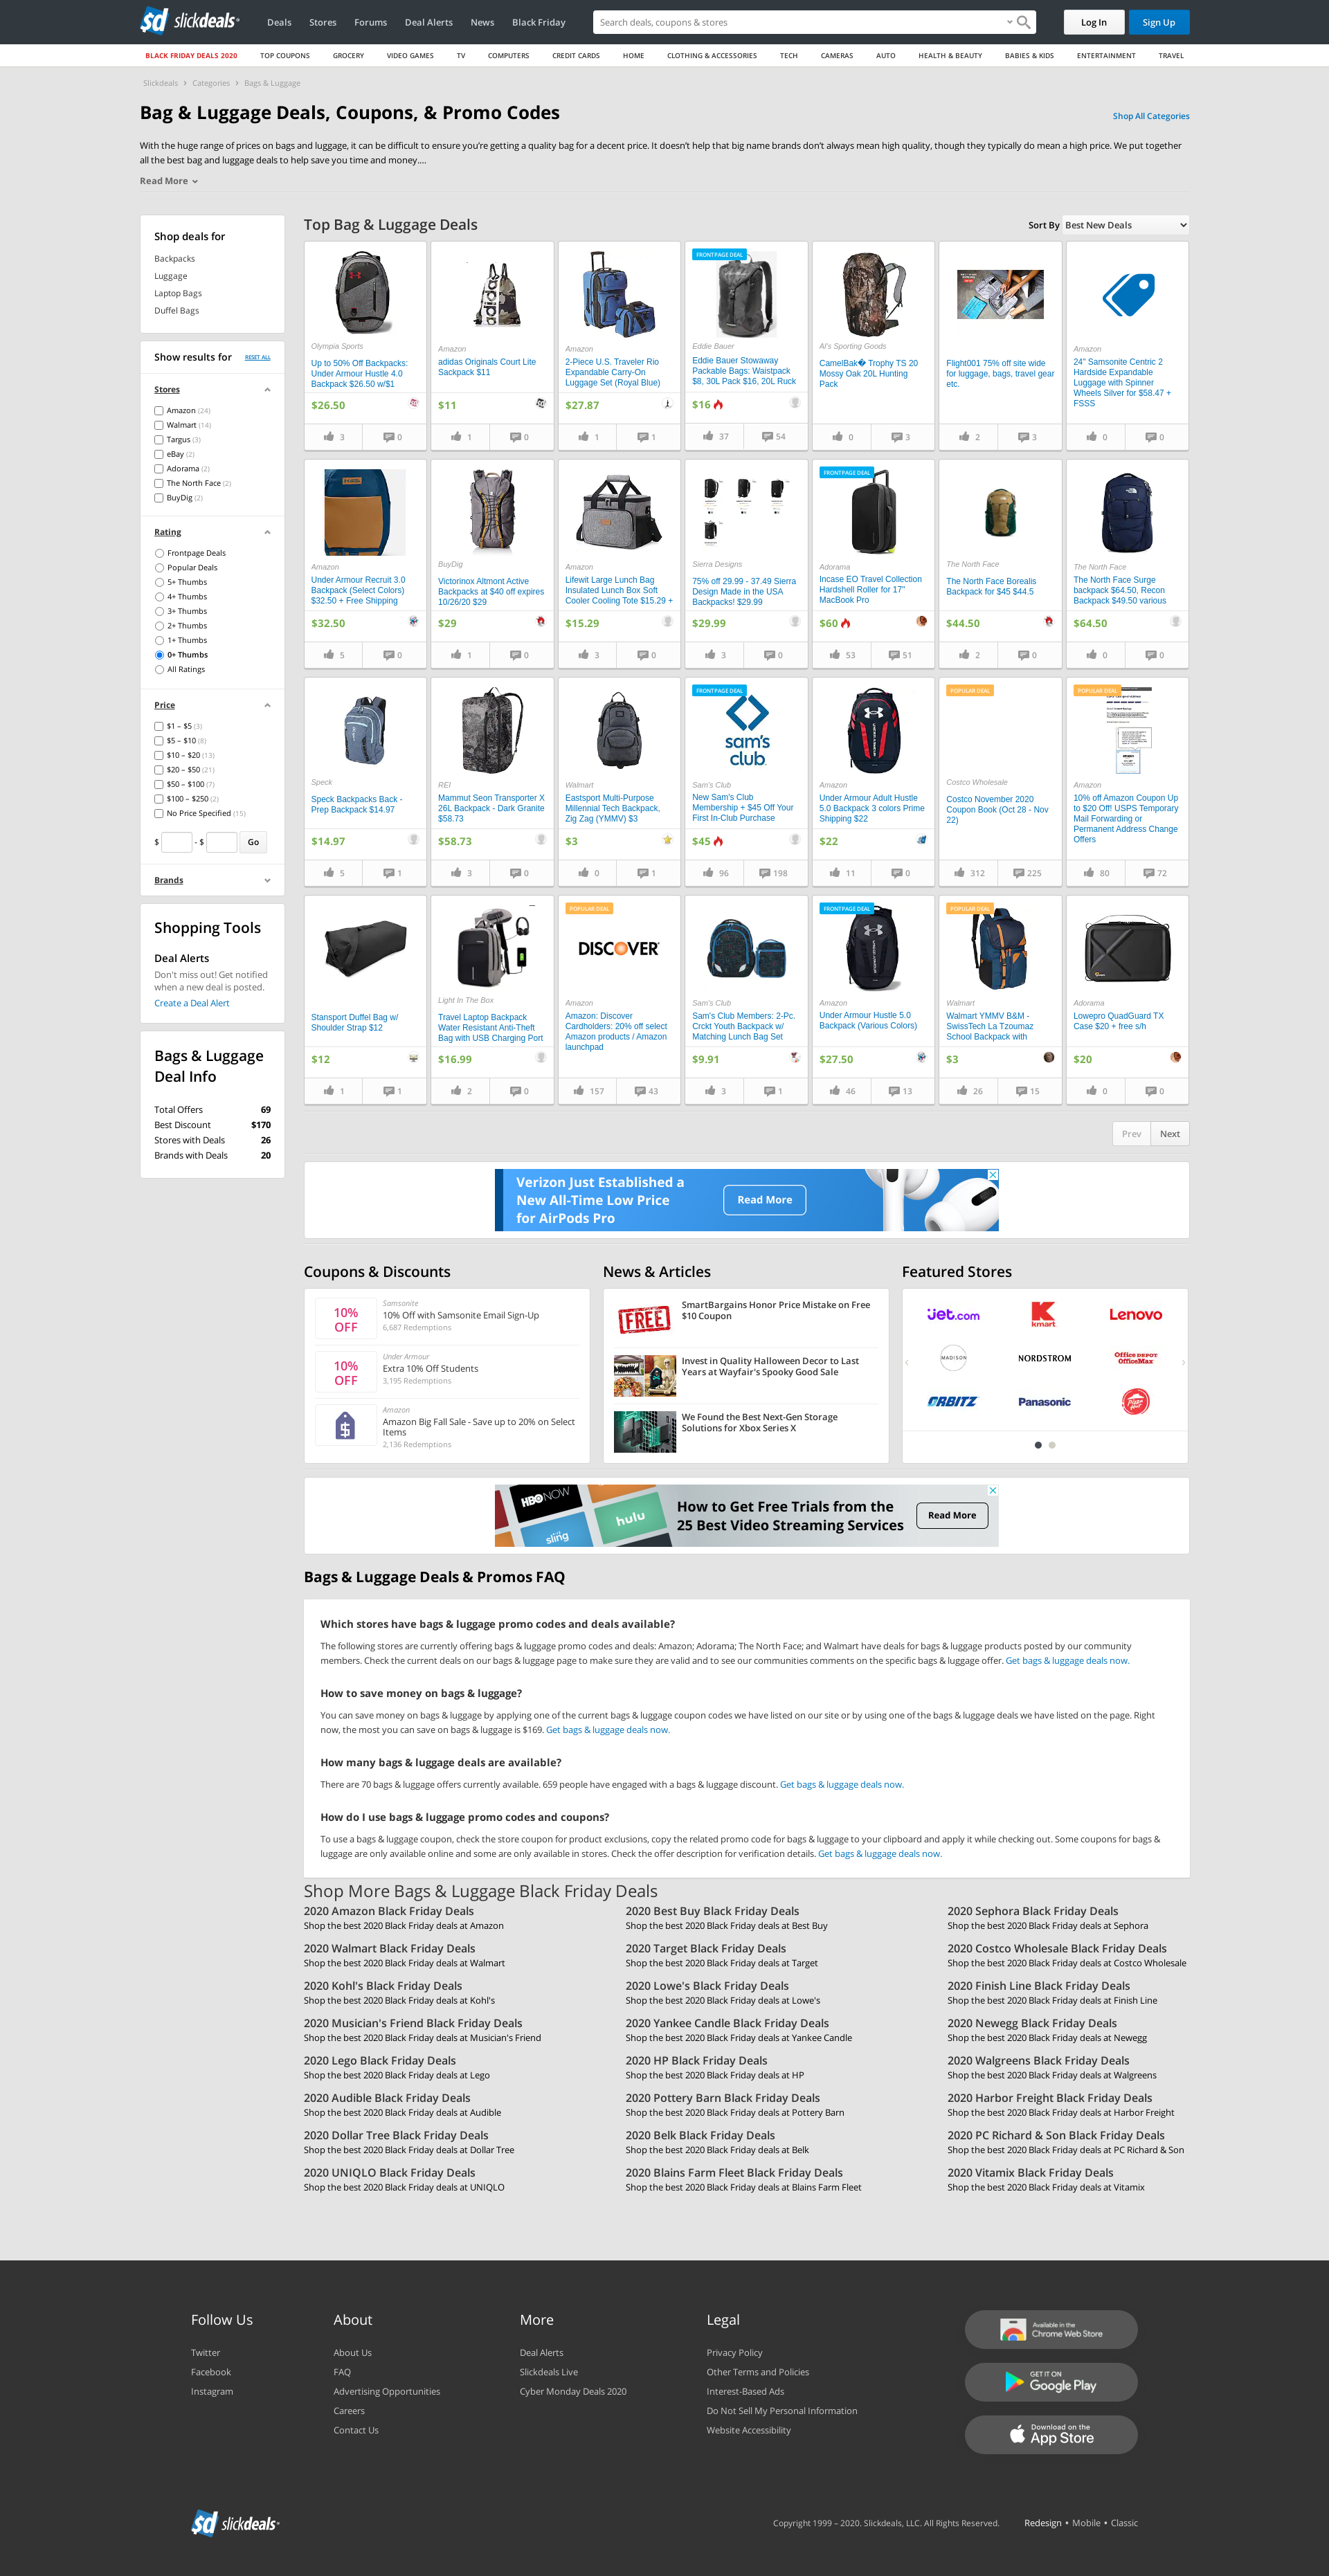 slickdeals
Deals
Stores
Forums
Deal Alerts
News
Black Friday
Search deals, coupons & stores
Log In
Sign Up
BLACK FRIDAY DEALS 2020
TOP COUPONS
GROCERY
VIDEO GAMES
TV
COMPUTERS
CREDIT CARDS
HOME
CLOTHING & ACCESSORIES
TECH
CAMERAS
AUTO
HEALTH & BEAUTY
BABIES & KIDS
ENTERTAINMENT
TRAVEL
Slickdeals > Categories > Bags & Luggage
Bag & Luggage Deals, Coupons, & Promo Codes
Shop All Categories
With the huge range of prices on bags and luggage, it can be difficult to ensure you're getting a quality bag for a decent price. It doesn't help that big name brands don't always mean high quality, though they typically do mean a high price. We put together
all the best bag and luggage deals to help save you time and money....
Read More
Shop deals for
Backpacks
Luggage
Laptop Bags
Duffel Bags
Show results for
RESET ALL
Stores
Amazon (24)
Walmart (14)
Targus (3)
eBay (2)
Adorama (2)
The North Face (2)
BuyDig (2)
Rating
Frontpage Deals
Popular Deals
5+ Thumbs
4+ Thumbs
3+ Thumbs
2+ Thumbs
1+ Thumbs
0+ Thumbs
All Ratings
Price
$1 – $5 (3)
$5 – $10 (8)
$10 – $20 (13)
$20 – $50 (21)
$50 – $100 (7)
$100 – $250 (2)
No Price Specified (15)
$ - $ Go
Brands
Shopping Tools
Deal Alerts
Don't miss out! Get notified
when a new deal is posted.
Create a Deal Alert
Bags & Luggage
Deal Info
Total Offers 69
Best Discount $170
Stores with Deals 26
Brands with Deals 20
Top Bag & Luggage Deals
Sort By Best New Deals
Olympia Sports
Up to 50% Off Backpacks:
Under Armour Hustle 4.0
Backpack $26.50 w/$1
$26.50
3 0
Amazon
adidas Originals Court Lite
Sackpack $11
$11
1 0
Amazon
2-Piece U.S. Traveler Rio
Expandable Carry-On
Luggage Set (Royal Blue)
$27.87
1 1
FRONTPAGE DEAL
Eddie Bauer
Eddie Bauer Stowaway
Packable Bags: Waistpack
$8, 30L Pack $16, 20L Ruck
$16
37 54
Al's Sporting Goods
CamelBak� Trophy TS 20
Mossy Oak 20L Hunting
Pack
0 3
Flight001 75% off site wide
for luggage, bags, travel gear
etc.
2 3
Amazon
24" Samsonite Centric 2
Hardside Expandable
Luggage with Spinner
Wheels Silver for $58.47 +
FSSS
0 0
Amazon
Under Armour Recruit 3.0
Backpack (Select Colors)
$32.50 + Free Shipping
$32.50
5 0
BuyDig
Victorinox Altmont Active
Backpacks at $40 off expires
10/26/20 $29
$29
1 0
Amazon
Lifewit Large Lunch Bag
Insulated Lunch Box Soft
Cooler Cooling Tote $15.29 +
$15.29
3 0
Sierra Designs
75% off 29.99 - 37.49 Sierra
Design Made in the USA
Backpacks! $29.99
$29.99
3 0
FRONTPAGE DEAL
Adorama
Incase EO Travel Collection
Hardshell Roller for 17"
MacBook Pro
$60
53 51
The North Face
The North Face Borealis
Backpack for $45 $44.5
$44.50
2 0
The North Face
The North Face Surge
backpack $64.50, Recon
Backpack $49.50 various
$64.50
0 0
Speck
Speck Backpacks Back -
Prep Backpack $14.97
$14.97
5 1
REI
Mammut Seon Transporter X
26L Backpack - Dark Granite
$58.73
$58.73
3 0
Walmart
Eastsport Multi-Purpose
Millennial Tech Backpack,
Zig Zag (YMMV) $3
$3
0 1
FRONTPAGE DEAL
sam's club
Sam's Club
New Sam's Club
Membership + $45 Off Your
First In-Club Purchase
$45
96 198
Amazon
Under Armour Adult Hustle
5.0 Backpack 3 colors Prime
Shipping $22
$22
11 0
POPULAR DEAL
Costco Wholesale
Costco November 2020
Coupon Book (Oct 28 - Nov
22)
312 225
POPULAR DEAL
Amazon
10% off Amazon Coupon Up
to $20 Off! USPS Temporary
Mail Forwarding or
Permanent Address Change
Offers
80 72
Stansport Duffel Bag w/
Shoulder Strap $12
$12
1 1
Light In The Box
Travel Laptop Backpack
Water Resistant Anti-Theft
Bag with USB Charging Port
$16.99
2 0
POPULAR DEAL
DISCOVER
Amazon
Amazon: Discover
Cardholders: 20% off select
Amazon products / Amazon
launchpad
157 43
Sam's Club
Sam's Club Members: 2-Pc.
Crckt Youth Backpack w/
Matching Lunch Bag Set
$9.91
3 1
FRONTPAGE DEAL
Amazon
Under Armour Hustle 5.0
Backpack (Various Colors)
$27.50
46 13
POPULAR DEAL
Walmart
Walmart YMMV B&M -
SwissTech La Tzoumaz
School Backpack with
$3
26 15
Adorama
Lowepro QuadGuard TX
Case $20 + free s/h
$20
0 0
Prev
Next
Verizon Just Established a
New All-Time Low Price
for AirPods Pro
Read More
Coupons & Discounts
10% OFF
Samsonite
10% Off with Samsonite Email Sign-Up
6,687 Redemptions
10% OFF
Under Armour
Extra 10% Off Students
3,195 Redemptions
Amazon
Amazon Big Fall Sale - Save up to 20% on Select
Items
2,136 Redemptions
News & Articles
FREE
SmartBargains Honor Price Mistake on Free
$10 Coupon
Invest in Quality Halloween Decor to Last
Years at Wayfair's Spooky Good Sale
We Found the Best Next-Gen Storage
Solutions for Xbox Series X
Featured Stores
jet.com
kmart
Lenovo
MADISON
NORDSTROM
Office DEPOT
OfficeMax
ORBITZ
Panasonic
Pizza Hut
HBO NOW
sling
hulu
How to Get Free Trials from the
25 Best Video Streaming Services
Read More
Bags & Luggage Deals & Promos FAQ
Which stores have bags & luggage promo codes and deals available?
The following stores are currently offering bags & luggage promo codes and deals: Amazon; Adorama; The North Face; and Walmart have deals for bags & luggage products posted by our community
members. Check the current deals on our bags & luggage page to make sure they are valid and to see our communities comments on the specific bags & luggage offer. Get bags & luggage deals now.
How to save money on bags & luggage?
You can save money on bags & luggage by applying one of the current bags & luggage coupon codes we have listed on our site or by using one of the bags & luggage deals we have listed on the page. Right
now, the most you can save on bags & luggage is $169. Get bags & luggage deals now.
How many bags & luggage deals are available?
There are 70 bags & luggage offers currently available. 659 people have engaged with a bags & luggage discount. Get bags & luggage deals now.
How do I use bags & luggage promo codes and coupons?
To use a bags & luggage coupon, check the store coupon for product exclusions, copy the related promo code for bags & luggage to your clipboard and apply it while checking out. Some coupons for bags &
luggage are only available online and some are only available in stores. Check the offer description for verification details. Get bags & luggage deals now.
Shop More Bags & Luggage Black Friday Deals
2020 Amazon Black Friday Deals
Shop the best 2020 Black Friday deals at Amazon
2020 Best Buy Black Friday Deals
Shop the best 2020 Black Friday deals at Best Buy
2020 Sephora Black Friday Deals
Shop the best 2020 Black Friday deals at Sephora
2020 Walmart Black Friday Deals
Shop the best 2020 Black Friday deals at Walmart
2020 Target Black Friday Deals
Shop the best 2020 Black Friday deals at Target
2020 Costco Wholesale Black Friday Deals
Shop the best 2020 Black Friday deals at Costco Wholesale
2020 Kohl's Black Friday Deals
Shop the best 2020 Black Friday deals at Kohl's
2020 Lowe's Black Friday Deals
Shop the best 2020 Black Friday deals at Lowe's
2020 Finish Line Black Friday Deals
Shop the best 2020 Black Friday deals at Finish Line
2020 Musician's Friend Black Friday Deals
Shop the best 2020 Black Friday deals at Musician's Friend
2020 Yankee Candle Black Friday Deals
Shop the best 2020 Black Friday deals at Yankee Candle
2020 Newegg Black Friday Deals
Shop the best 2020 Black Friday deals at Newegg
2020 Lego Black Friday Deals
Shop the best 2020 Black Friday deals at Lego
2020 HP Black Friday Deals
Shop the best 2020 Black Friday deals at HP
2020 Walgreens Black Friday Deals
Shop the best 2020 Black Friday deals at Walgreens
2020 Audible Black Friday Deals
Shop the best 2020 Black Friday deals at Audible
2020 Pottery Barn Black Friday Deals
Shop the best 2020 Black Friday deals at Pottery Barn
2020 Harbor Freight Black Friday Deals
Shop the best 2020 Black Friday deals at Harbor Freight
2020 Dollar Tree Black Friday Deals
Shop the best 2020 Black Friday deals at Dollar Tree
2020 Belk Black Friday Deals
Shop the best 2020 Black Friday deals at Belk
2020 PC Richard & Son Black Friday Deals
Shop the best 2020 Black Friday deals at PC Richard & Son
2020 UNIQLO Black Friday Deals
Shop the best 2020 Black Friday deals at UNIQLO
2020 Blains Farm Fleet Black Friday Deals
Shop the best 2020 Black Friday deals at Blains Farm Fleet
2020 Vitamix Black Friday Deals
Shop the best 2020 Black Friday deals at Vitamix
Follow Us
Twitter
Facebook
Instagram
About
About Us
FAQ
Advertising Opportunities
Careers
Contact Us
More
Deal Alerts
Slickdeals Live
Cyber Monday Deals 2020
Legal
Privacy Policy
Other Terms and Policies
Interest-Based Ads
Do Not Sell My Personal Information
Website Accessibility
Available in the
Chrome Web Store
GET IT ON
Google Play
Download on the
App Store
slickdeals
Copyright 1999 – 2020. Slickdeals, LLC. All Rights Reserved.
Redesign • Mobile • Classic